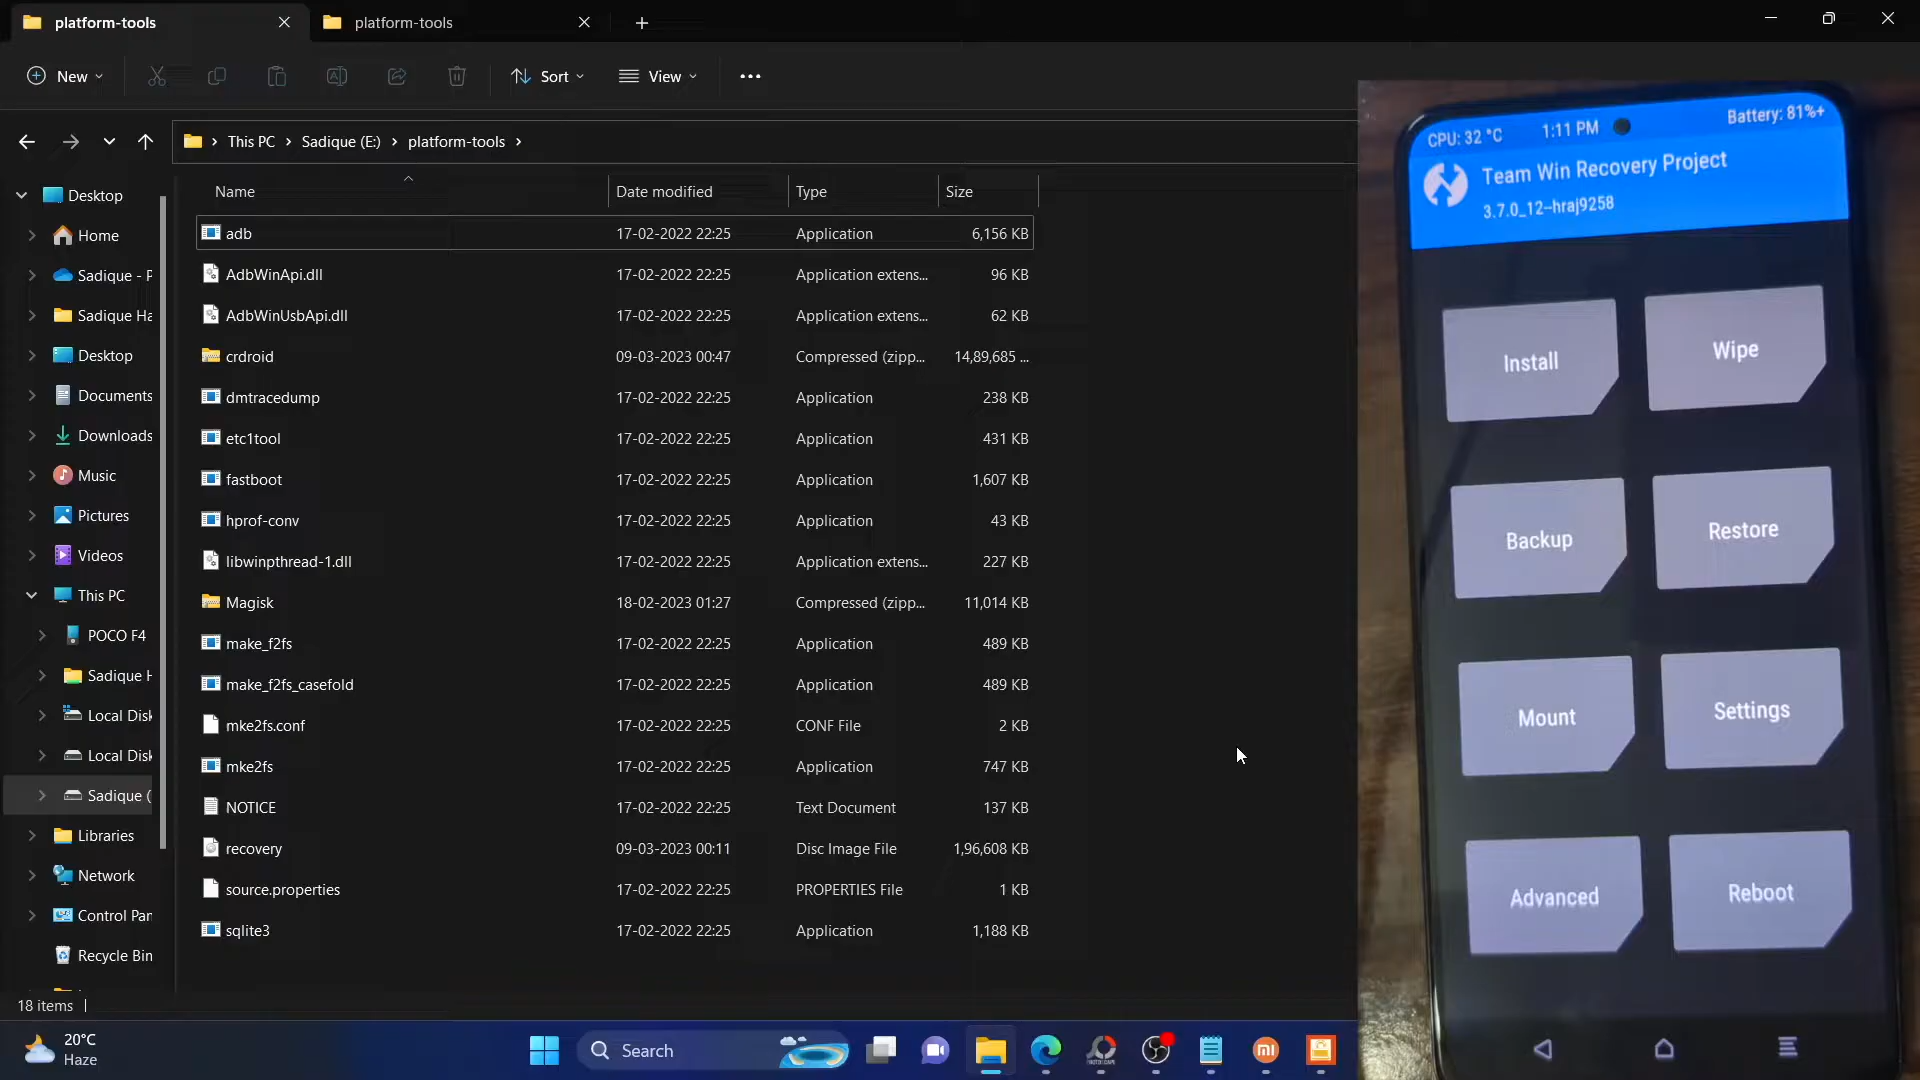 platform-tools
platform-tools
New
Sort
View
This PC
Sadique (E:)
platform-tools
Name
Date modified
Type
Size
adb 17-02-2022 22:25 Application 6,156 KB
AdbWinApi.dll 17-02-2022 22:25 Application extens... 96 KB
AdbWinUsbApi.dll 17-02-2022 22:25 Application extens... 62 KB
crdroid 09-03-2023 00:47 Compressed (zipp... 14,89,685 ...
dmtracedump 17-02-2022 22:25 Application 238 KB
etc1tool 17-02-2022 22:25 Application 431 KB
fastboot 17-02-2022 22:25 Application 1,607 KB
hprof-conv 17-02-2022 22:25 Application 43 KB
libwinpthread-1.dll 17-02-2022 22:25 Application extens... 227 KB
Magisk 18-02-2023 01:27 Compressed (zipp... 11,014 KB
make_f2fs 17-02-2022 22:25 Application 489 KB
make_f2fs_casefold 17-02-2022 22:25 Application 489 KB
mke2fs.conf 17-02-2022 22:25 CONF File 2 KB
mke2fs 17-02-2022 22:25 Application 747 KB
NOTICE 17-02-2022 22:25 Text Document 137 KB
recovery 09-03-2023 00:11 Disc Image File 1,96,608 KB
source.properties 17-02-2022 22:25 PROPERTIES File 1 KB
sqlite3 17-02-2022 22:25 Application 1,188 KB
Desktop
Home
Sadique - P
Sadique Ha
Desktop
Documents
Downloads
Music
Pictures
Videos
This PC
POCO F4
Sadique H
Local Disk
Local Disk
Sadique (
Libraries
Network
Control Pan
Recycle Bin
18 items
20°C
Haze
Search
mi
CPU: 32 °C
1:11 PM
Battery: 81%+
Team Win Recovery Project
3.7.0_12--hraj9258
Install
Wipe
Backup
Restore
Mount
Settings
Advanced
Reboot